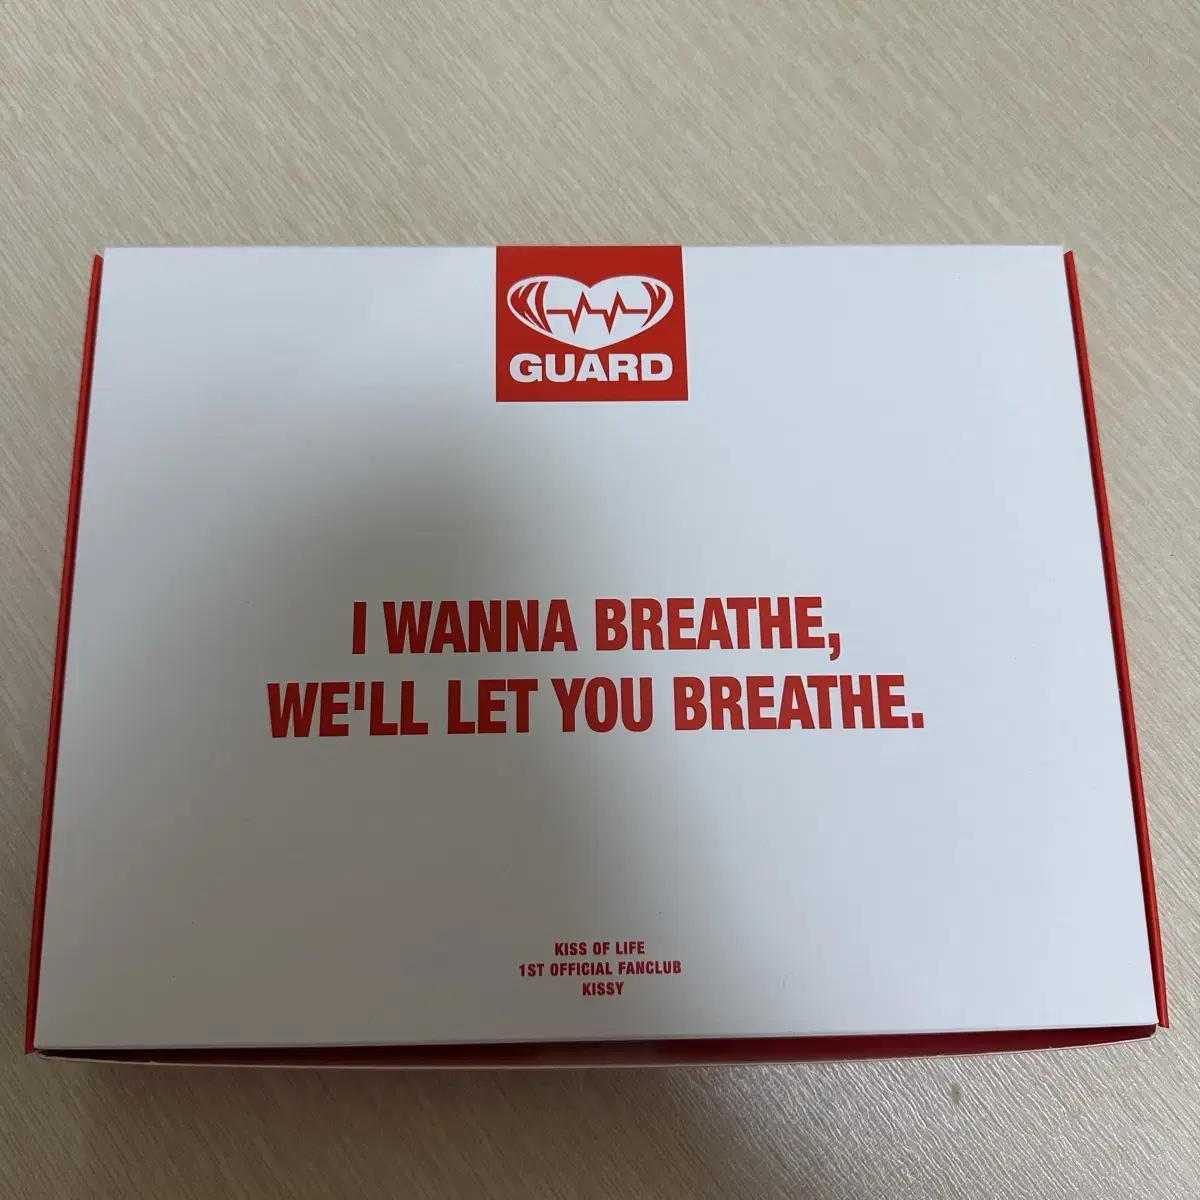 GUARD
I WANNA BREATHE,
WE'LL LET YOU BREATHE.
KISS OF LIFE
1ST OFFICIAL FANCLUB
KISSY